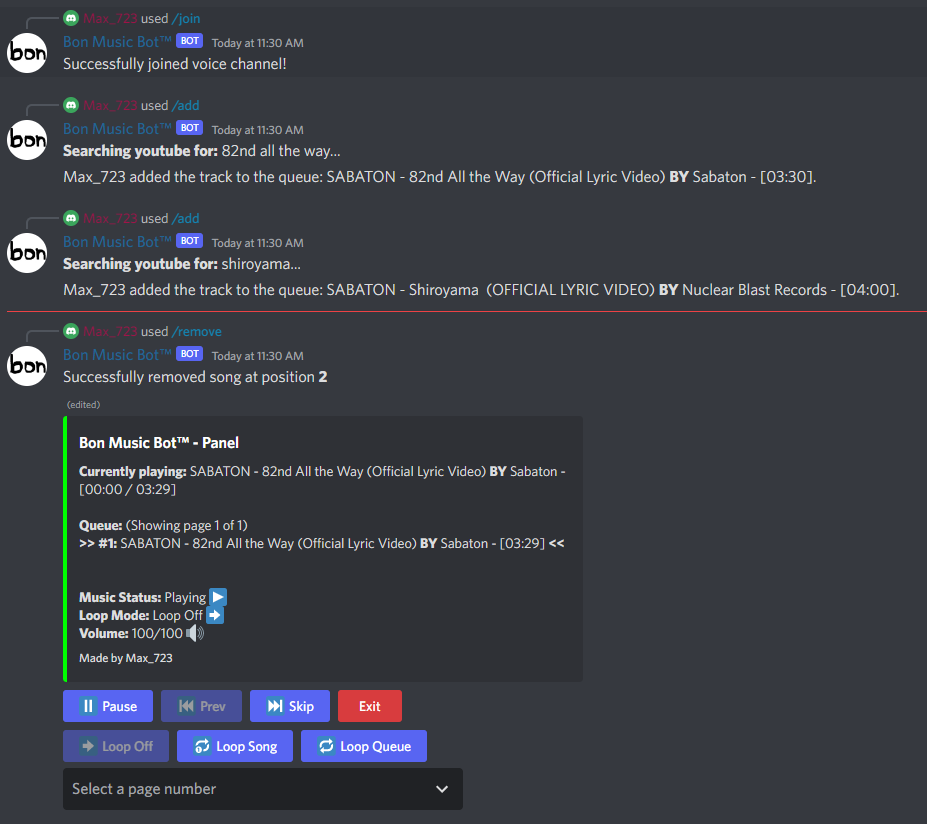 Max_723 used /join
bon
Bon Music Bot™ BOT Today at 11:30 AM
Successfully joined voice channel!
Max_723 used /add
bon
Bon Music Bot™ BOT Today at 11:30 AM
Searching youtube for: 82nd all the way...
Max_723 added the track to the queue: SABATON - 82nd All the Way (Official Lyric Video) BY Sabaton - [03:30].
Max_723 used /add
bon
Bon Music Bot™ BOT Today at 11:30 AM
Searching youtube for: shiroyama...
Max_723 added the track to the queue: SABATON - Shiroyama (OFFICIAL LYRIC VIDEO) BY Nuclear Blast Records - [04:00].
Max_723 used /remove
bon
Bon Music Bot™ BOT Today at 11:30 AM
Successfully removed song at position 2
(edited)
Bon Music Bot™ - Panel
Currently playing: SABATON - 82nd All the Way (Official Lyric Video) BY Sabaton -
[00:00 / 03:29]
Queue: (Showing page 1 of 1)
>> #1: SABATON - 82nd All the Way (Official Lyric Video) BY Sabaton - [03:29] <<
Music Status: Playing
Loop Mode: Loop Off
Volume: 100/100
Made by Max_723
Pause Prev Skip Exit
Loop Off Loop Song Loop Queue
Select a page number